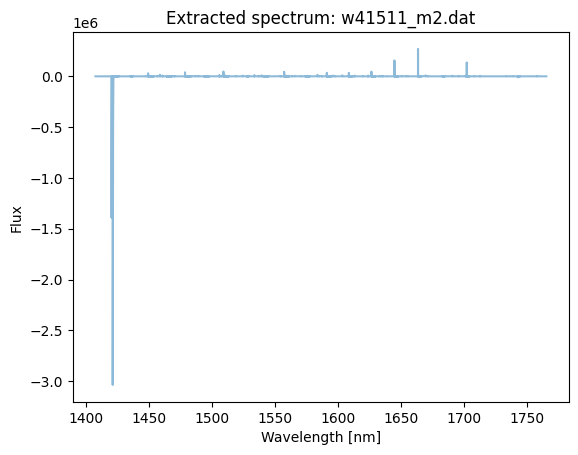 Extracted spectrum: w41511_m2.dat
1e6
0.0
−0.5
−1.0
−1.5
−2.0
−2.5
−3.0
Flux
1400 1450 1500 1550 1600 1650 1700 1750
Wavelength [nm]